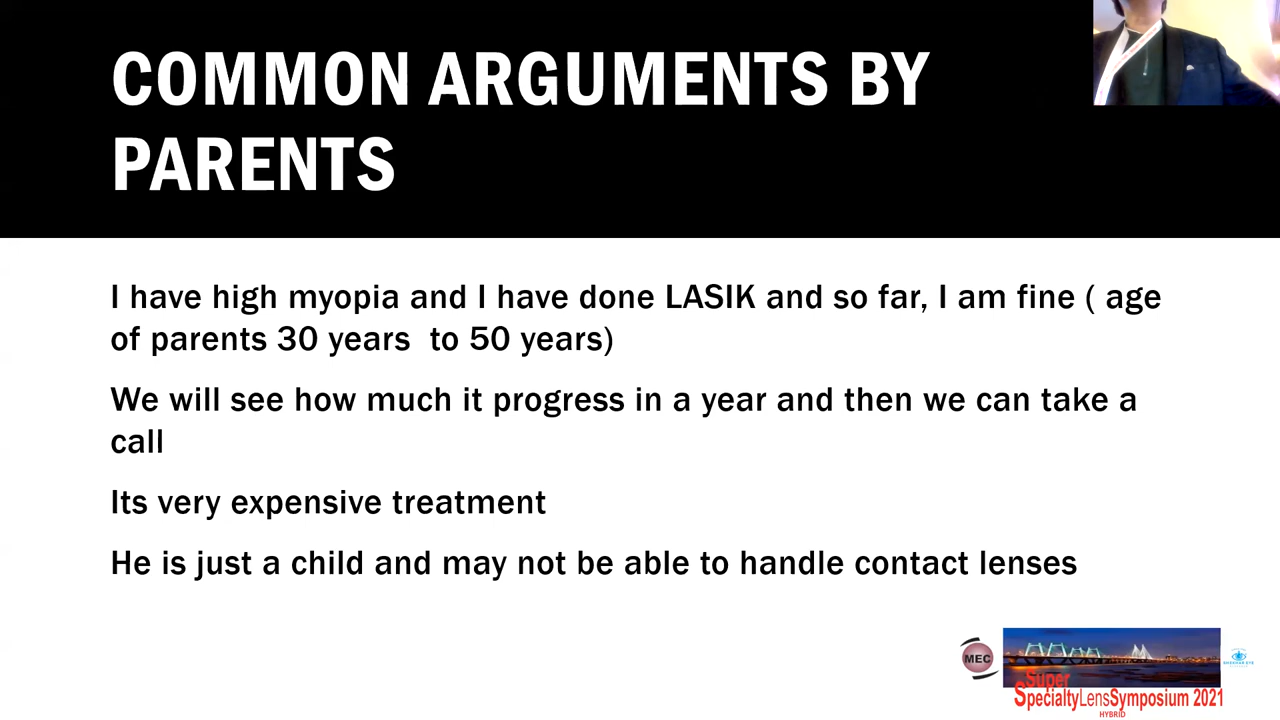 COMMON ARGUMENTS BY
PARENTS
I have high myopia and I have done LASIK and so far, I am fine ( age
of parents 30 years  to 50 years)
We will see how much it progress in a year and then we can take a
call
Its very expensive treatment
He is just a child and may not be able to handle contact lenses
MEC
Super
SpecialtyLensSymposium 2021
HYBRID